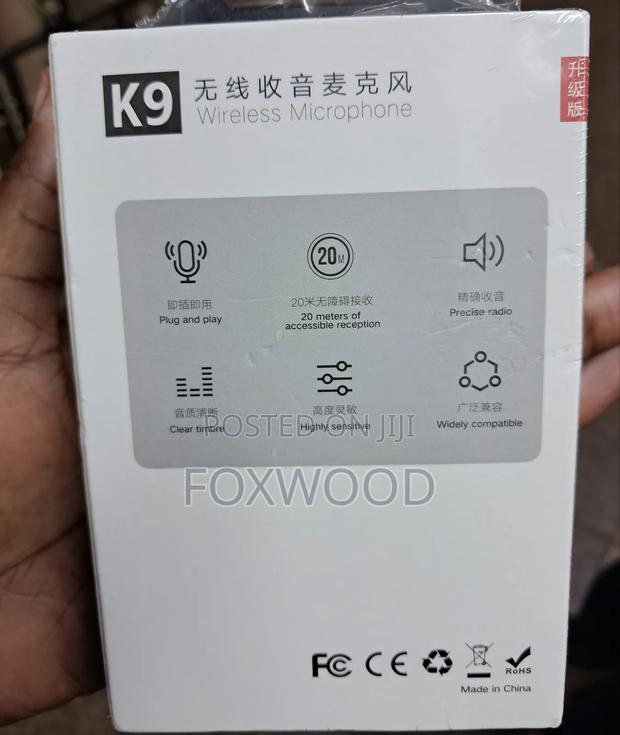 K9
无线收音麦克风
Wireless Microphone
升级版
20M
即插即用
Plug and play
20米无障碍接收
20 meters of
accessible reception
精确收音
Precise radio
音质清晰
Clear timbre
高度灵敏
Highly sensitive
广泛兼容
Widely compatible
POSTED ON JIJI
FOXWOOD
FC CE RoHS
Made in China